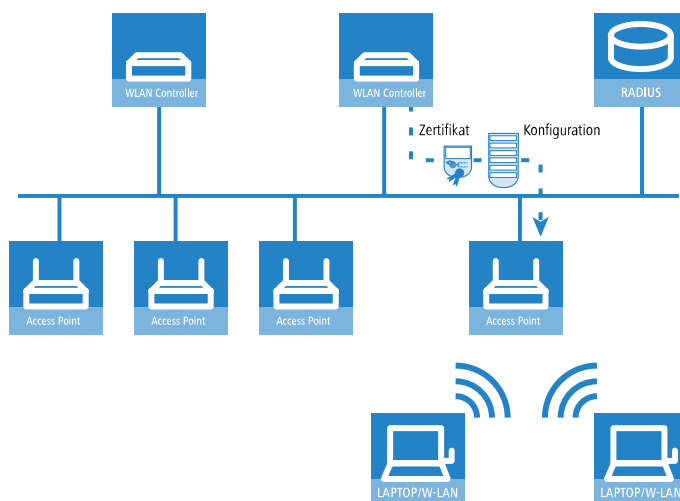 WLAN Controller
WLAN Controller
RADIUS
Zertifikat
Konfiguration
Access Point
Access Point
Access Point
Access Point
LAPTOP/W-LAN
LAPTOP/W-LAN